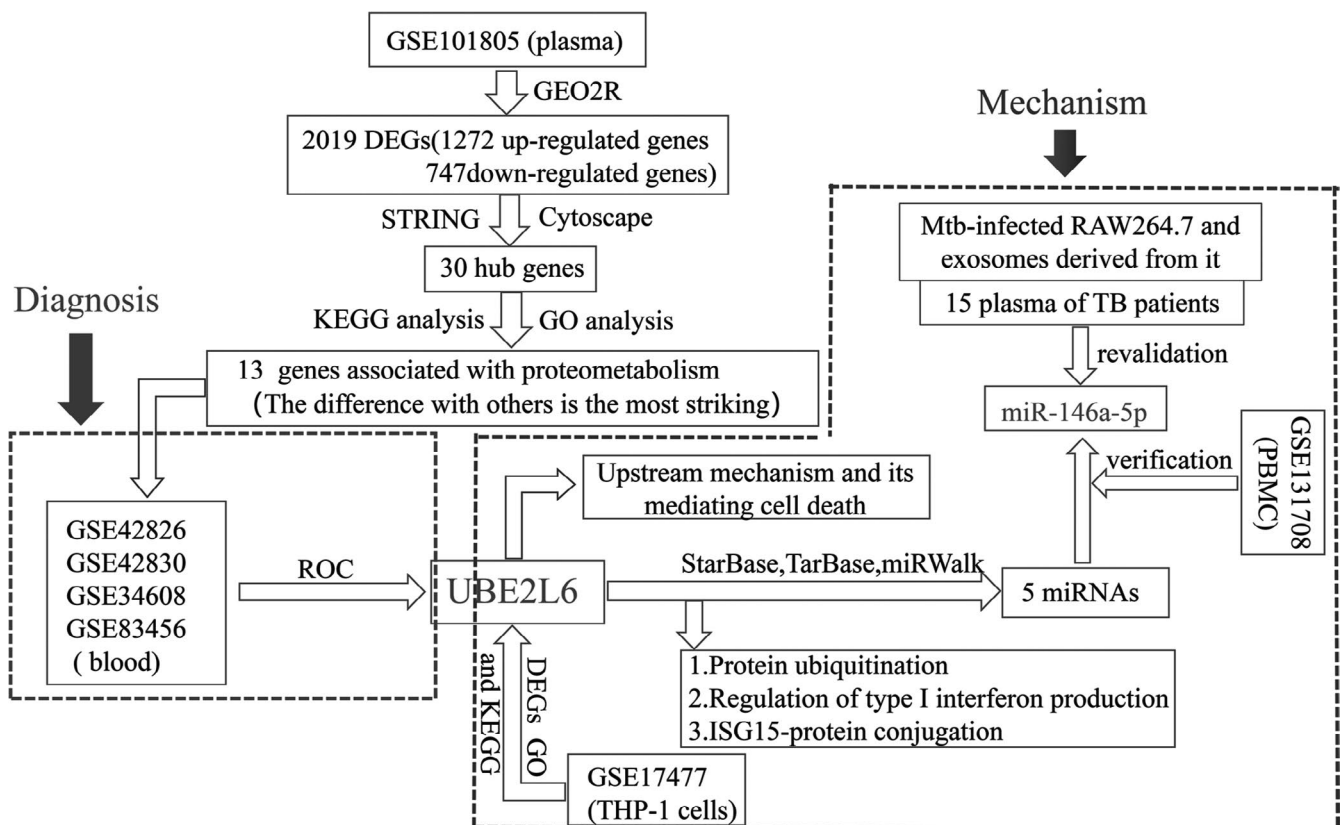 GSE101805 (plasma)
GEO2R
2019 DEGs(1272 up-regulated genes
747down-regulated genes)
STRING
Cytoscape
30 hub genes
KEGG analysis
GO analysis
13 genes associated with proteometabolism
(The difference with others is the most striking)
Diagnosis
GSE42826
GSE42830
GSE34608
GSE83456
( blood)
ROC
UBE2L6
Upstream mechanism and its
mediating cell death
StarBase,TarBase,miRWalk
5 miRNAs
1.Protein ubiquitination
2.Regulation of type I interferon production
3.ISG15-protein conjugation
DEGs GO
and KEGG
GSE17477
(THP-1 cells)
Mechanism
Mtb-infected RAW264.7 and
exosomes derived from it
15 plasma of TB patients
revalidation
miR-146a-5p
verification
GSE131708
(PBMC)